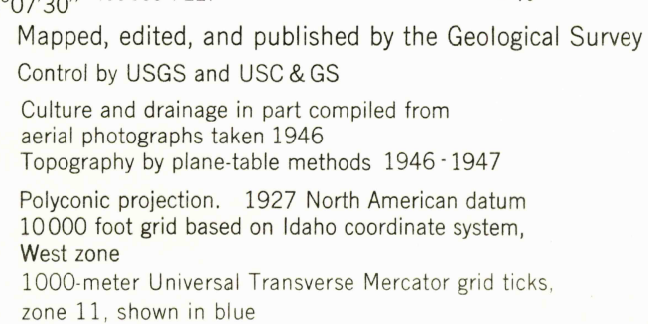 °07'30"
Mapped, edited, and published by the Geological Survey
Control by USGS and USC & GS
Culture and drainage in part compiled from
aerial photographs taken 1946
Topography by plane-table methods 1946 - 1947
Polyconic projection. 1927 North American datum
10000 foot grid based on Idaho coordinate system,
West zone
1000-meter Universal Transverse Mercator grid ticks,
zone 11, shown in blue